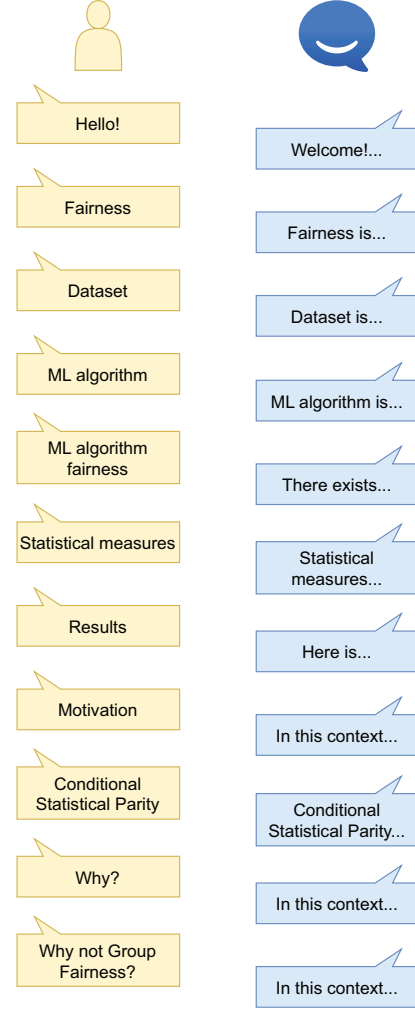 Hello!
Welcome!...
Fairness
Fairness is...
Dataset
Dataset is...
ML algorithm
ML algorithm is...
ML algorithm
fairness
There exists...
Statistical measures
Statistical
measures...
Results
Here is...
Motivation
In this context...
Conditional
Statistical Parity
Conditional
Statistical Parity...
Why?
In this context...
Why not Group
Fairness?
In this context...